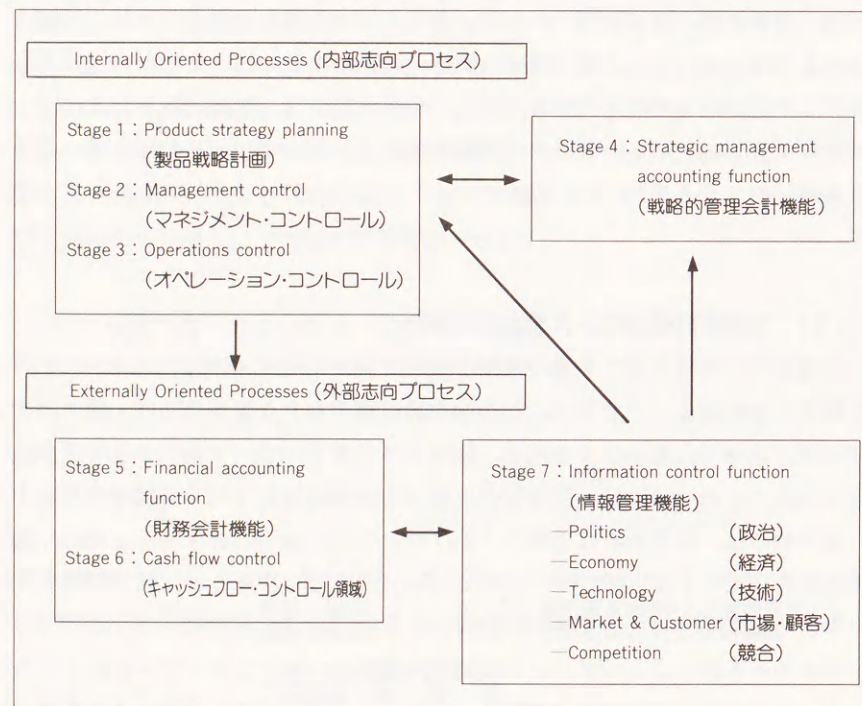 Internally Oriented Processes（内部志向プロセス）
Stage 1：Product strategy planning
（製品戦略計画）
Stage 2：Management control
（マネジメント・コントロール）
Stage 3：Operations control
（オペレーション・コントロール）
Stage 4：Strategic management
accounting function
（戦略的管理会計機能）
Externally Oriented Processes（外部志向プロセス）
Stage 5：Financial accounting
function
（財務会計機能）
Stage 6：Cash flow control
（キャッシュフロー・コントロール領域）
Stage 7：Information control function
（情報管理機能）
—Politics （政治）
—Economy （経済）
—Technology （技術）
—Market & Customer（市場・顧客）
—Competition （競合）